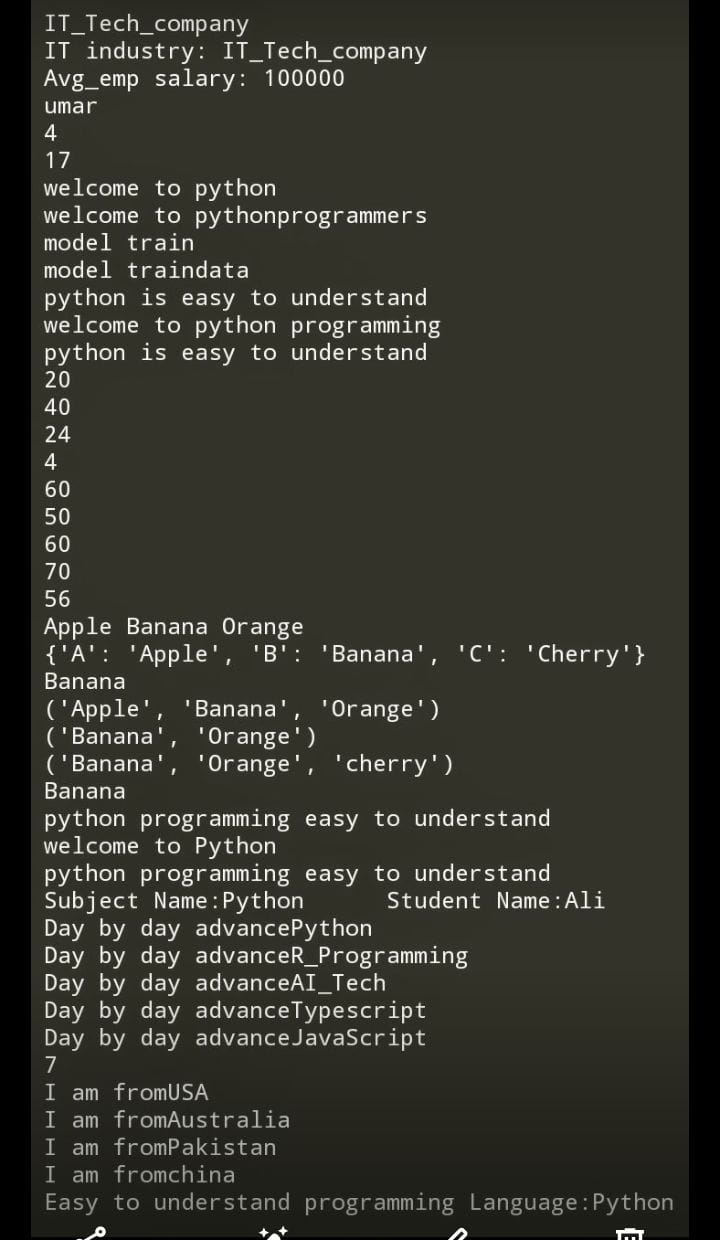 IT_Tech_company
IT industry: IT_Tech_company
Avg_emp salary: 100000
umar
4
17
welcome to python
welcome to pythonprogrammers
model train
model traindata
python is easy to understand
welcome to python programming
python is easy to understand
20
40
24
4
60
50
60
70
56
Apple Banana Orange
{'A': 'Apple', 'B': 'Banana', 'C': 'Cherry'}
Banana
('Apple', 'Banana', 'Orange')
('Banana', 'Orange')
('Banana', 'Orange', 'cherry')
Banana
python programming easy to understand
welcome to Python
python programming easy to understand
Subject Name:Python      Student Name:Ali
Day by day advancePython
Day by day advanceR_Programming
Day by day advanceAI_Tech
Day by day advanceTypescript
Day by day advanceJavaScript
7
I am fromUSA
I am fromAustralia
I am fromPakistan
I am fromchina
Easy to understand programming Language:Python